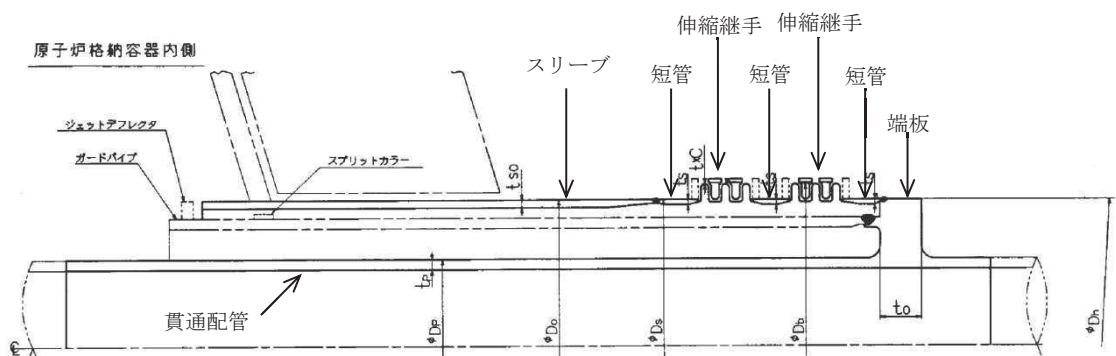 伸縮継手
伸縮継手
原子炉格納容器内側
スリーブ
短管
短管
短管
端板
ジェットデフレクタ
ガードパイプ
スプリットカラー
tso
ts
txC
tp
貫通配管
φDp
φDo
φDs
φDb
to
φDh